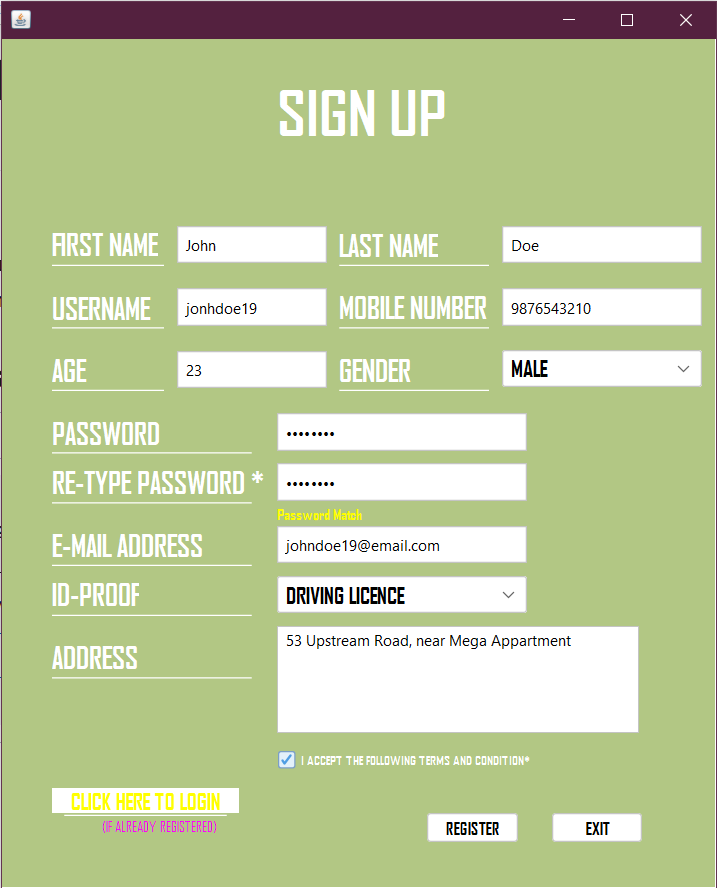 SIGN UP
FIRST NAME John LAST NAME Doe
USERNAME jonhdoe19 MOBILE NUMBER 9876543210
AGE 23 GENDER MALE
PASSWORD ••••••••
RE-TYPE PASSWORD * ••••••••
Password Match
E-MAIL ADDRESS johndoe19@email.com
ID-PROOF DRIVING LICENCE
ADDRESS 53 Upstream Road, near Mega Appartment
I ACCEPT THE FOLLOWING TERMS AND CONDITION*
CLICK HERE TO LOGIN
(IF ALREADY REGISTERED)
REGISTER EXIT